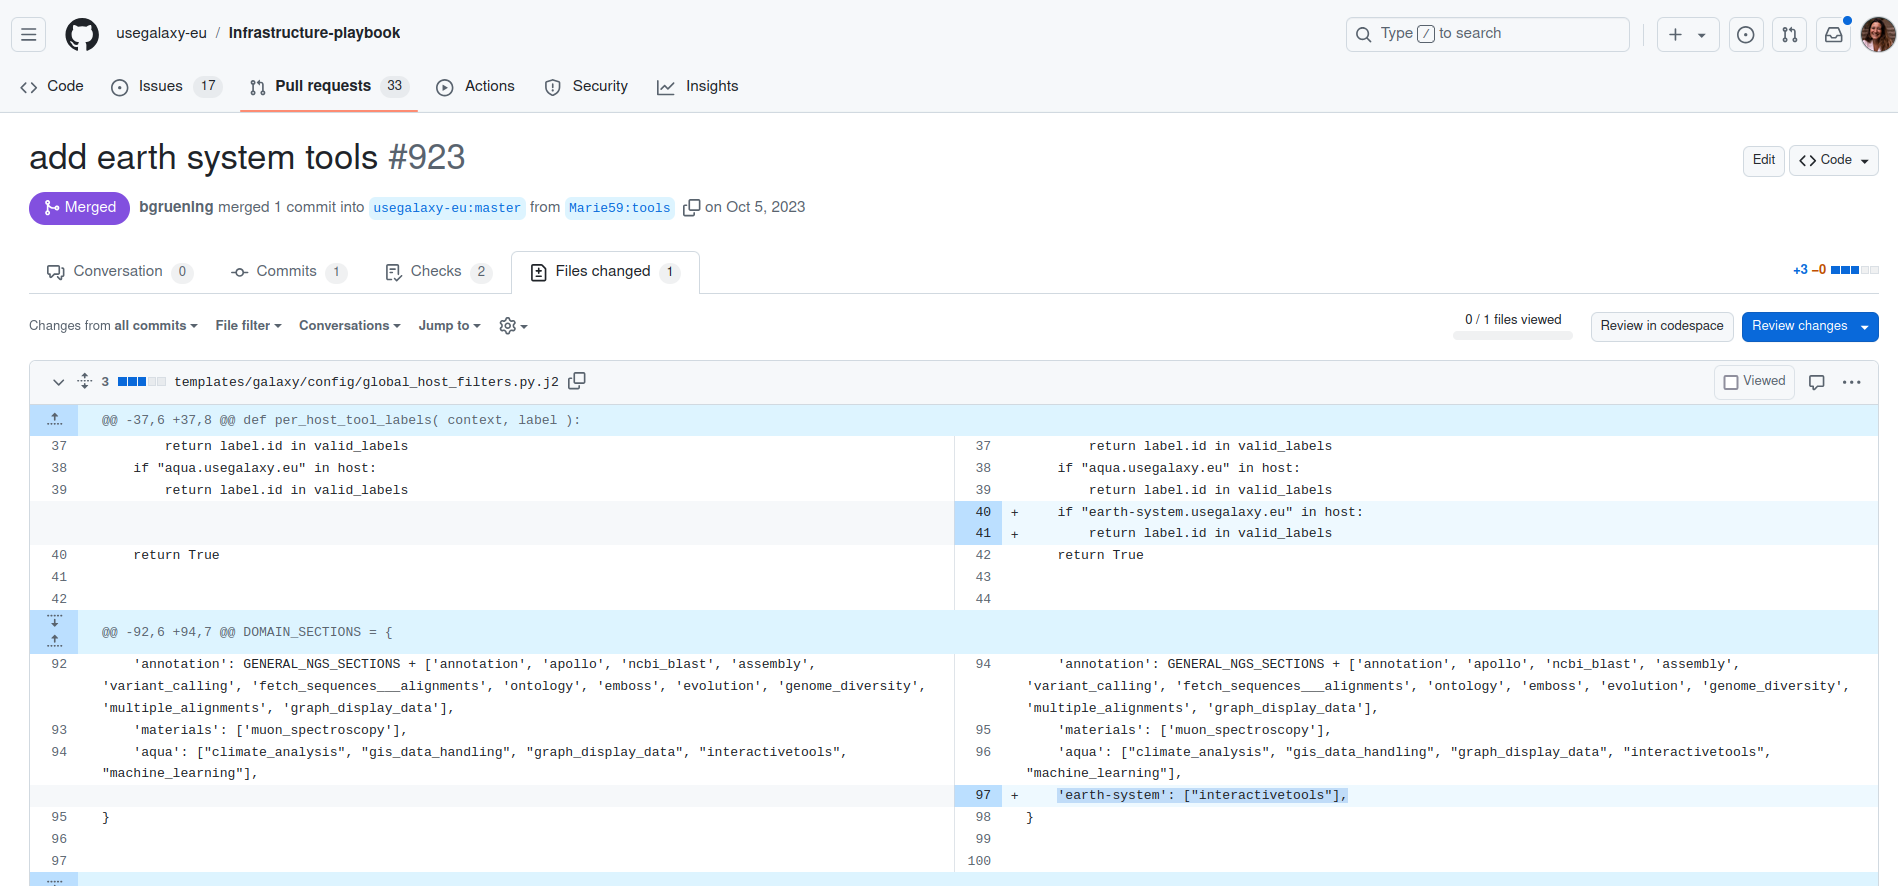 usegalaxy-eu / infrastructure-playbook
Type / to search
Code
Issues 17
Pull requests 33
Actions
Security
Insights
add earth system tools #923
Edit
Code
Merged
bgruening merged 1 commit into usegalaxy-eu:master from Marie59:tools on Oct 5, 2023
Conversation 0
Commits 1
Checks 2
Files changed 1
+3 −0
Changes from all commits
File filter
Conversations
Jump to
0 / 1 files viewed
Review in codespace
Review changes
3 templates/galaxy/config/global_host_filters.py.j2
Viewed
@@ -37,6 +37,8 @@ def per_host_tool_labels( context, label ):
37 return label.id in valid_labels 37 return label.id in valid_labels
38 if "aqua.usegalaxy.eu" in host: 38 if "aqua.usegalaxy.eu" in host:
39 return label.id in valid_labels 39 return label.id in valid_labels
40 + if "earth-system.usegalaxy.eu" in host:
41 + return label.id in valid_labels
40 return True 42 return True
41 43
42 44
@@ -92,6 +94,7 @@ DOMAIN_SECTIONS = {
92 'annotation': GENERAL_NGS_SECTIONS + ['annotation', 'apollo', 'ncbi_blast', 'assembly', 94 'annotation': GENERAL_NGS_SECTIONS + ['annotation', 'apollo', 'ncbi_blast', 'assembly',
'variant_calling', 'fetch_sequences___alignments', 'ontology', 'emboss', 'evolution', 'genome_diversity', 'variant_calling', 'fetch_sequences___alignments', 'ontology', 'emboss', 'evolution', 'genome_diversity',
'multiple_alignments', 'graph_display_data'], 'multiple_alignments', 'graph_display_data'],
93 'materials': ['muon_spectroscopy'], 95 'materials': ['muon_spectroscopy'],
94 'aqua': ["climate_analysis", "gis_data_handling", "graph_display_data", "interactivetools", 96 'aqua': ["climate_analysis", "gis_data_handling", "graph_display_data", "interactivetools",
"machine_learning"], "machine_learning"],
97 + 'earth-system': ["interactivetools"],
95 } 98 }
96 99
97 100